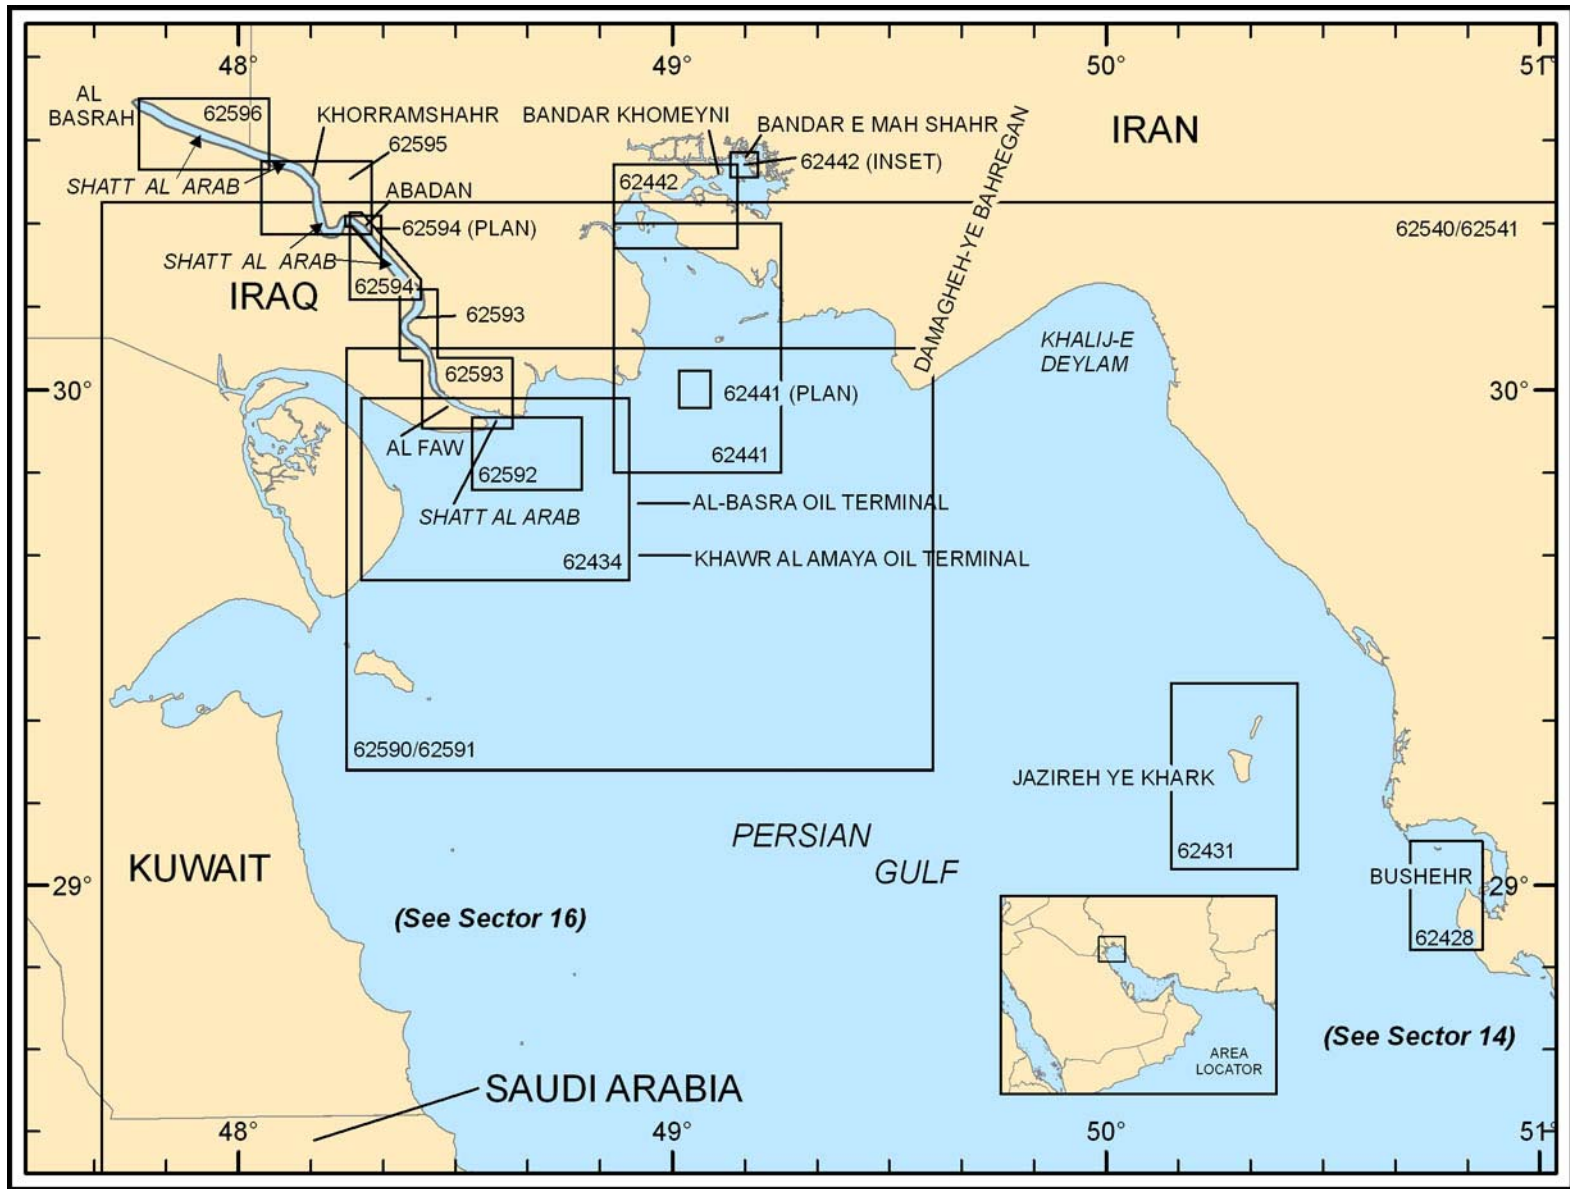 48°
49°
50°
51°
AL
BASRAH
62596
KHORRAMSHAHR
62595
BANDAR KHOMEYNI
BANDAR E MAH SHAHR
62442 (INSET)
IRAN
SHATT AL ARAB
ABADAN
62442
62594 (PLAN)
62540/62541
SHATT AL ARAB
62594
IRAQ
62593
DAMAGHEH-YE BAHREGAN
KHALIJ-E
DEYLAM
62593
30°
62441 (PLAN)
30°
AL FAW
62441
62592
SHATT AL ARAB
AL-BASRA OIL TERMINAL
62434
KHAWR AL AMAYA OIL TERMINAL
62590/62591
JAZIREH YE KHARK
PERSIAN
GULF
62431
KUWAIT
29°
BUSHEHR
29°
(See Sector 16)
62428
(See Sector 14)
AREA
LOCATOR
SAUDI ARABIA
48°
49°
50°
51°